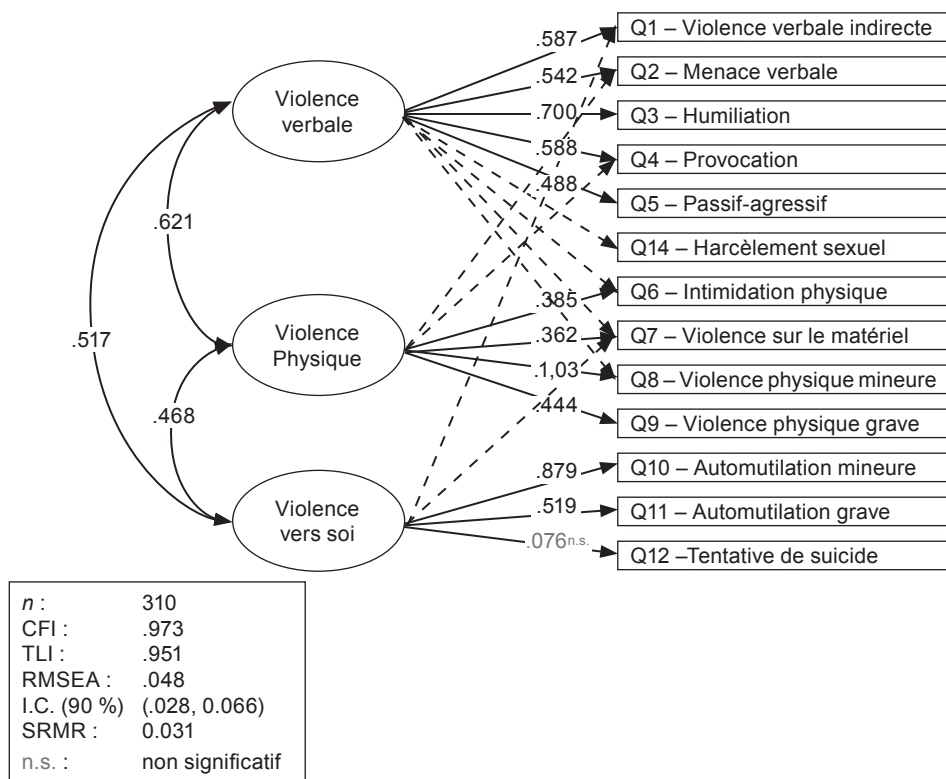 Q1 – Violence verbale indirecte
.587
Violence
verbale
.542
Q2 – Menace verbale
.700
Q3 – Humiliation
.588
Q4 – Provocation
.488
Q5 – Passif-agressif
.621
Q14 – Harcèlement sexuel
.385
Q6 – Intimidation physique
.517
Violence
Physique
.362
Q7 – Violence sur le matériel
.1,03
Q8 – Violence physique mineure
.468
.444
Q9 – Violence physique grave
.879
Q10 – Automutilation mineure
Violence
vers soi
.519
Q11 – Automutilation grave
.076 n.s.
Q12 –Tentative de suicide
n : 310
CFI : .973
TLI : .951
RMSEA : .048
I.C. (90 %) (.028, 0.066)
SRMR : 0.031
n.s. : non significatif